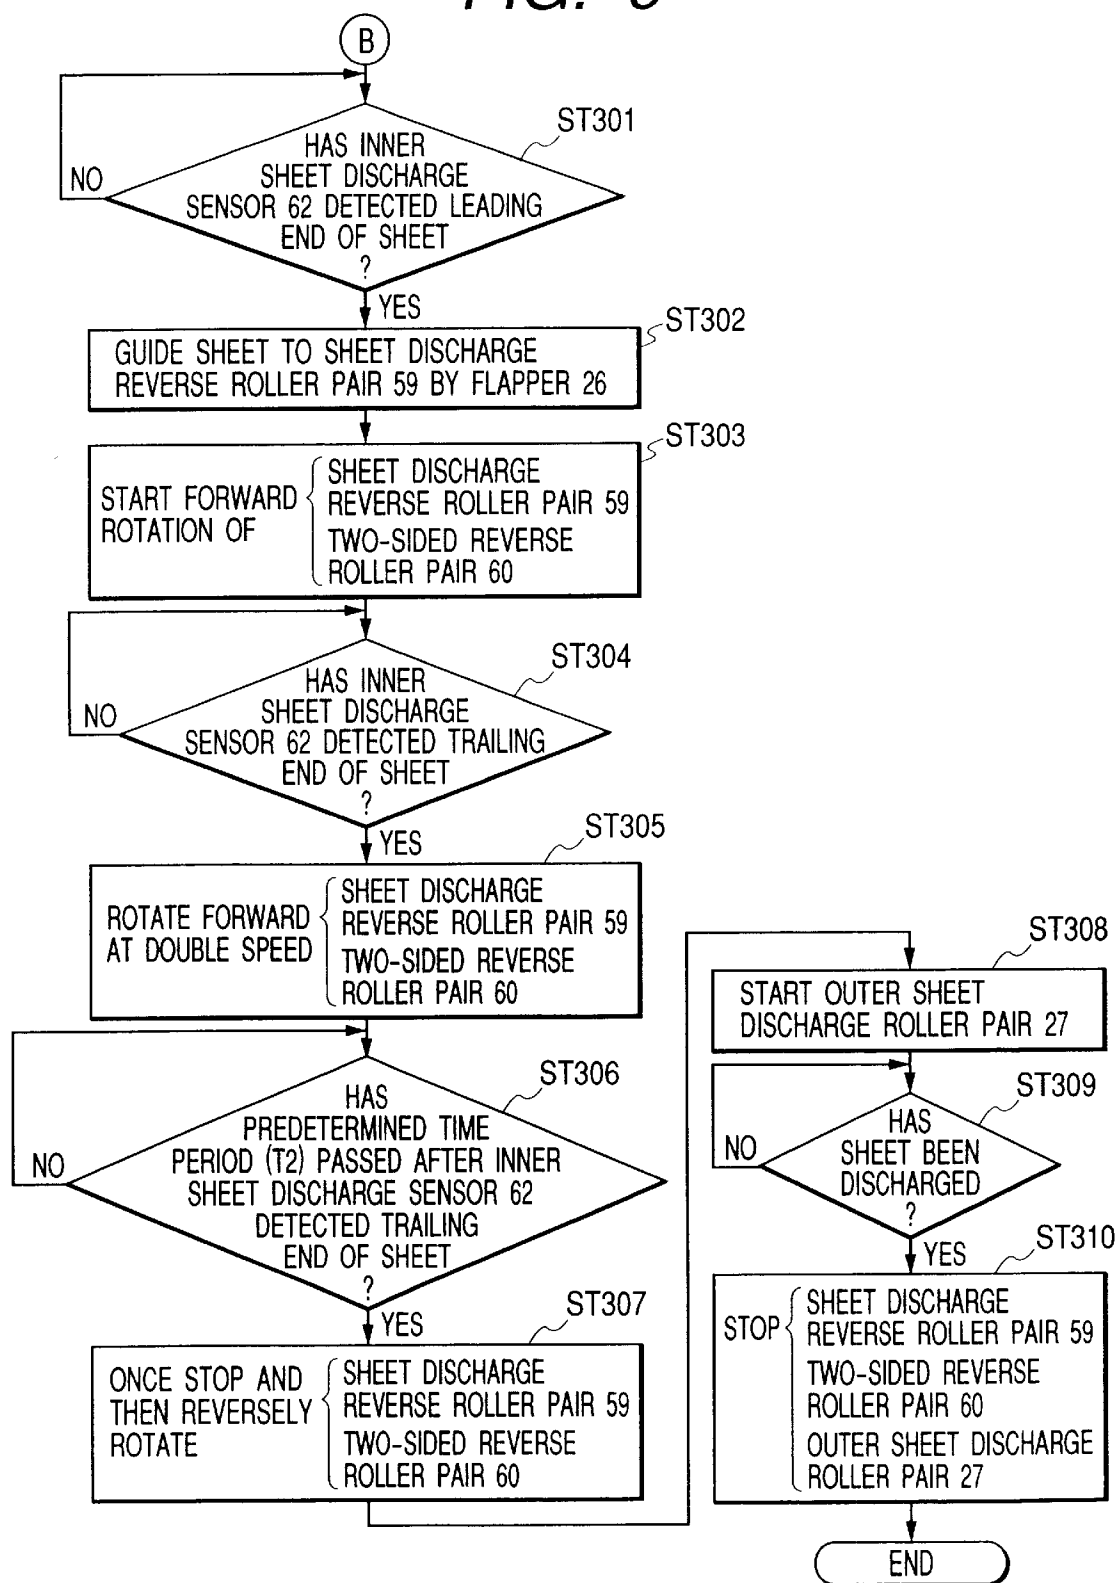 B
ST301
HAS INNER
SHEET DISCHARGE
SENSOR 62 DETECTED LEADING
END OF SHEET
?
NO
YES
ST302
GUIDE SHEET TO SHEET DISCHARGE
REVERSE ROLLER PAIR 59 BY FLAPPER 26
ST303
START FORWARD
ROTATION OF
SHEET DISCHARGE
REVERSE ROLLER PAIR 59
TWO-SIDED REVERSE
ROLLER PAIR 60
ST304
HAS INNER
SHEET DISCHARGE
SENSOR 62 DETECTED TRAILING
END OF SHEET
?
NO
YES
ST305
ROTATE FORWARD
AT DOUBLE SPEED
SHEET DISCHARGE
REVERSE ROLLER PAIR 59
TWO-SIDED REVERSE
ROLLER PAIR 60
ST306
HAS
PREDETERMINED TIME
PERIOD (T2) PASSED AFTER INNER
SHEET DISCHARGE SENSOR 62
DETECTED TRAILING
END OF SHEET
?
NO
YES
ST307
ONCE STOP AND
THEN REVERSELY
ROTATE
SHEET DISCHARGE
REVERSE ROLLER PAIR 59
TWO-SIDED REVERSE
ROLLER PAIR 60
ST308
START OUTER SHEET
DISCHARGE ROLLER PAIR 27
ST309
HAS
SHEET BEEN
DISCHARGED
?
NO
YES
ST310
STOP
SHEET DISCHARGE
REVERSE ROLLER PAIR 59
TWO-SIDED REVERSE
ROLLER PAIR 60
OUTER SHEET DISCHARGE
ROLLER PAIR 27
END